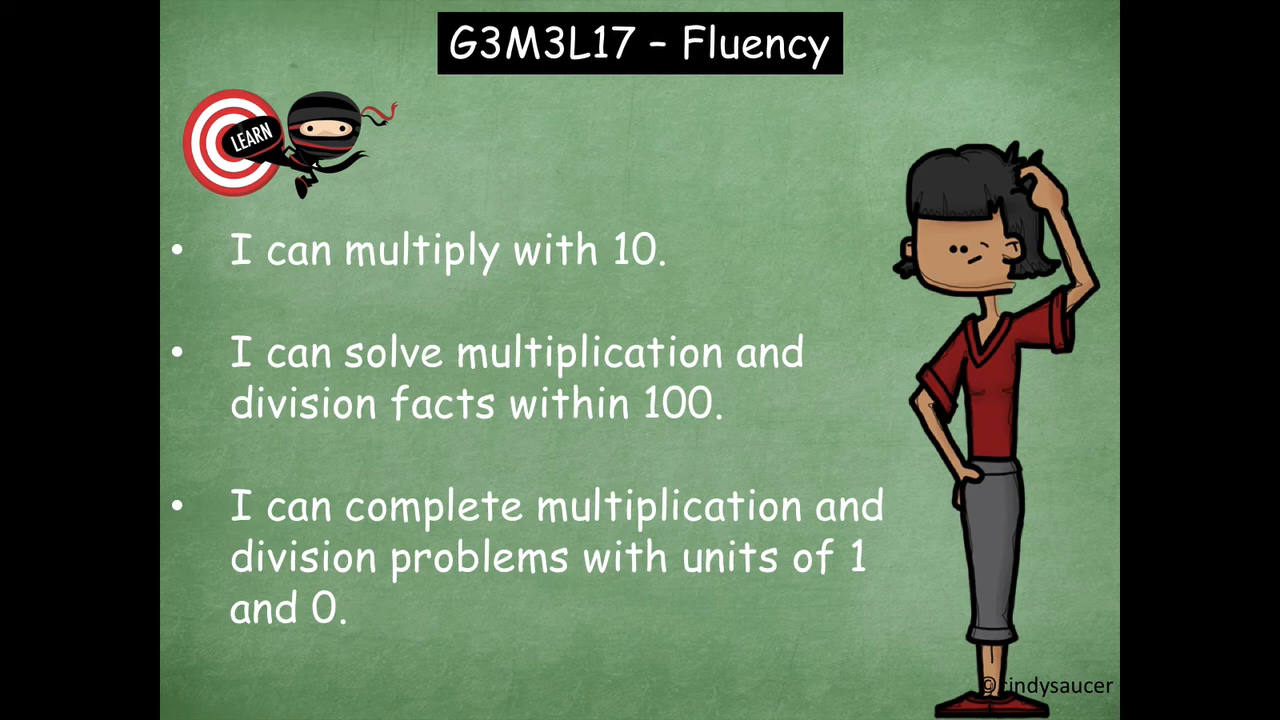 G3M3L17 – Fluency
LEARN
• I can multiply with 10.
• I can solve multiplication and
division facts within 100.
• I can complete multiplication and
division problems with units of 1
and 0.
©rindysaucer